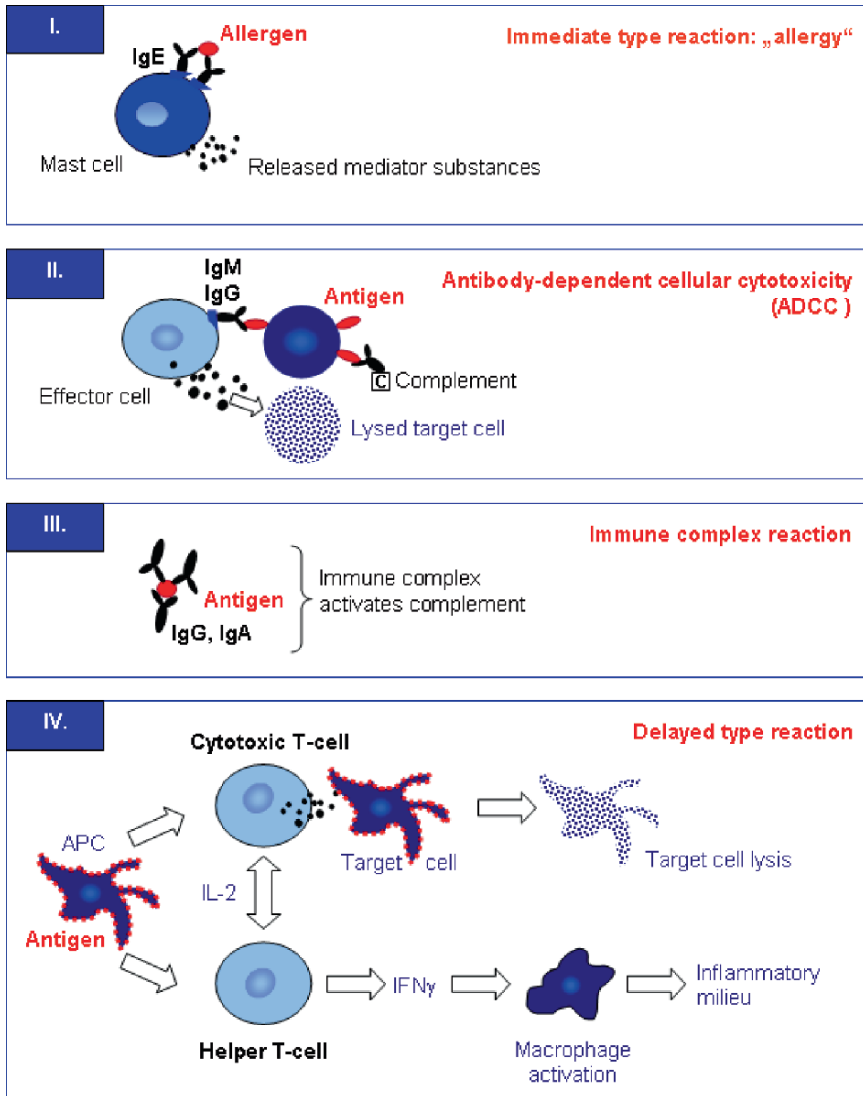 I.
Allergen
Immediate type reaction: „allergy“
IgE
Mast cell
Released mediator substances
II.
IgM
IgG
Antigen
Antibody-dependent cellular cytotoxicity
(ADCC )
C Complement
Effector cell
Lysed target cell
III.
Immune complex reaction
Antigen
IgG, IgA
Immune complex
activates complement
IV.
Delayed type reaction
Cytotoxic T-cell
APC
Antigen
Target cell
Target cell lysis
IL-2
Helper T-cell
IFNγ
Macrophage
activation
Inflammatory
milieu